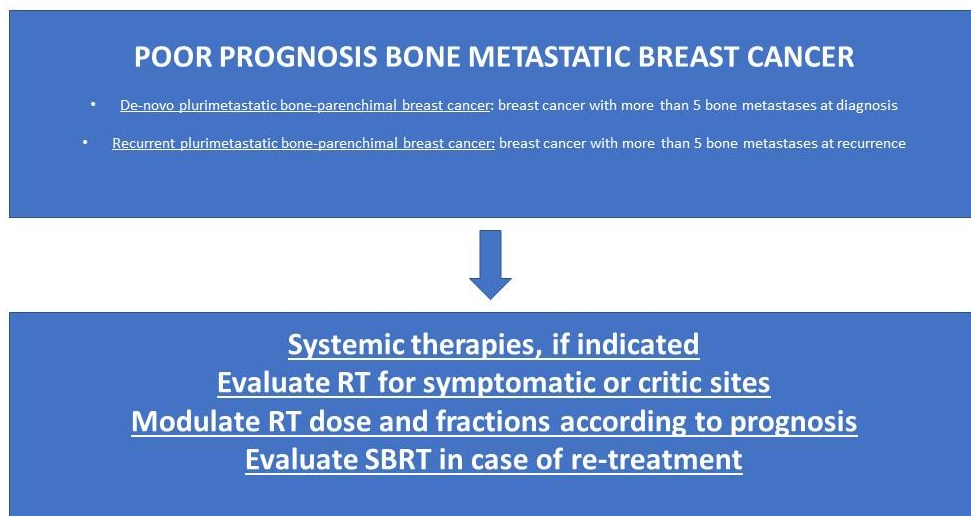 POOR PROGNOSIS BONE METASTATIC BREAST CANCER
• De-novo plurimetastatic bone-parenchimal breast cancer: breast cancer with more than 5 bone metastases at diagnosis
• Recurrent plurimetastatic bone-parenchimal breast cancer: breast cancer with more than 5 bone metastases at recurrence
Systemic therapies, if indicated
Evaluate RT for symptomatic or critic sites
Modulate RT dose and fractions according to prognosis
Evaluate SBRT in case of re-treatment